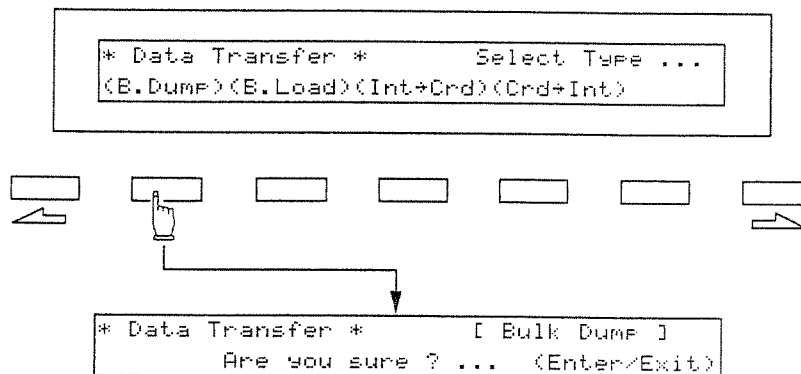 * Data Transfer * Select Type ...
(B.Dump)(B.Load)(Int→Crd)(Crd→Int)
* Data Transfer * [ Bulk Dump ]
Are you sure ? ... (Enter/Exit)